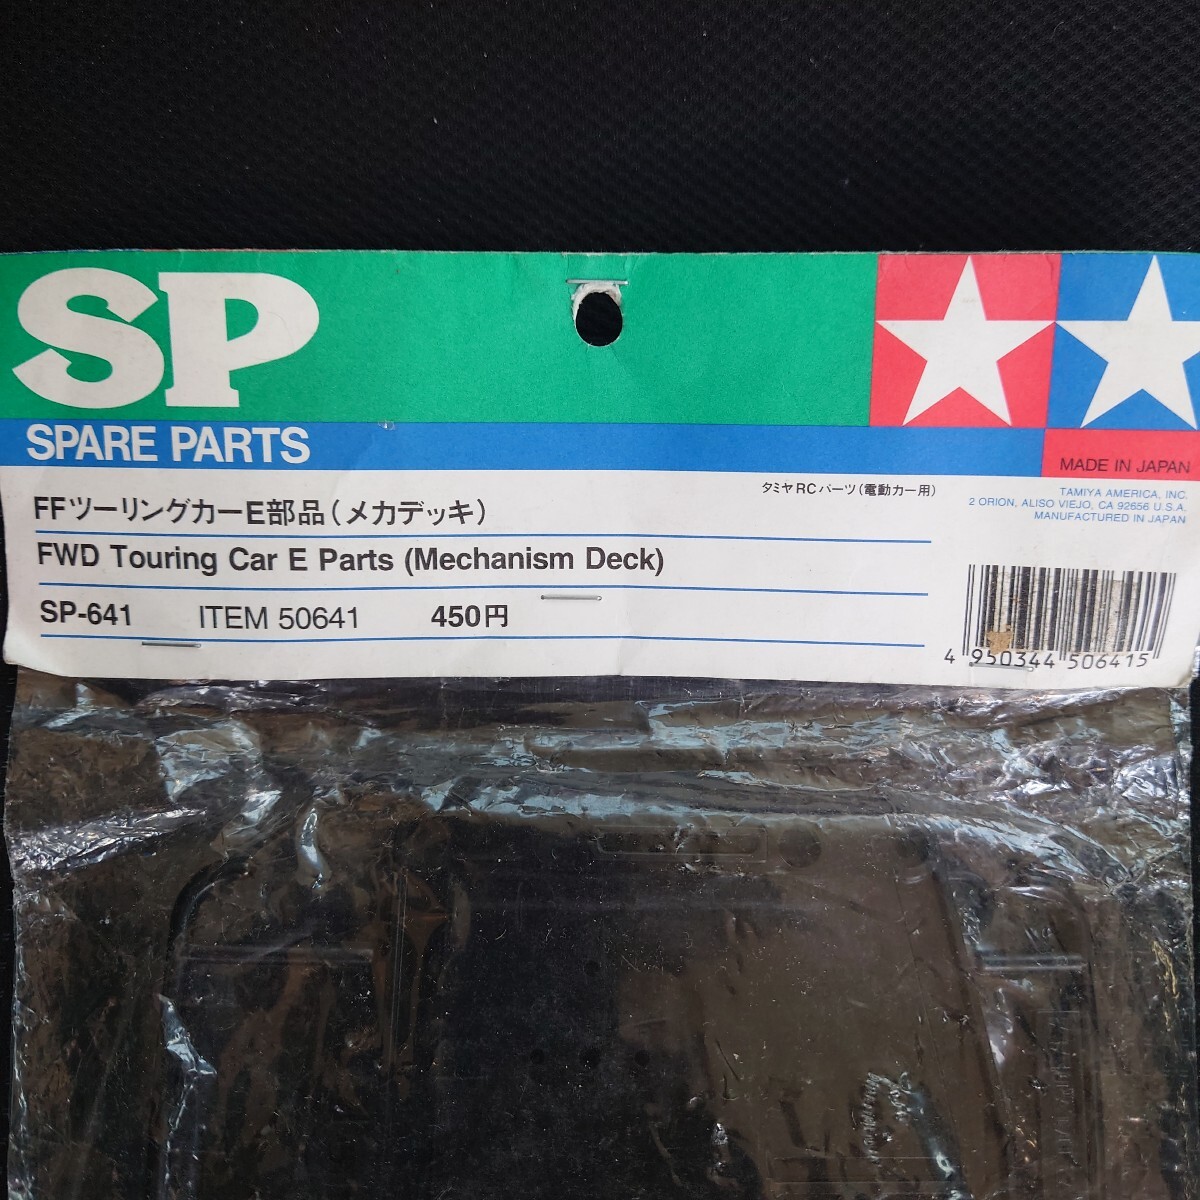 SP
SPARE PARTS
MADE IN JAPAN
タミヤRCパーツ(電動カー用)
TAMIYA AMERICA, INC.
2 ORION, ALISO VIEJO, CA 92656 U.S.A.
MANUFACTURED IN JAPAN
FFツーリングカーE部品(メカデッキ)
FWD Touring Car E Parts (Mechanism Deck)
SP-641 ITEM 50641 450円
4 950344 506415